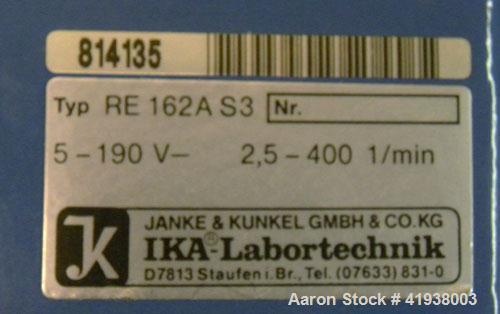 814135
Typ RE 162A S3 Nr.
5 – 190 V– 2,5 – 400 1/min
JK
JANKE & KUNKEL GMBH & CO.KG
IKA®-Labortechnik
D7813 Staufen i. Br., Tel. (07633) 831-0
Aaron Stock # 41938003